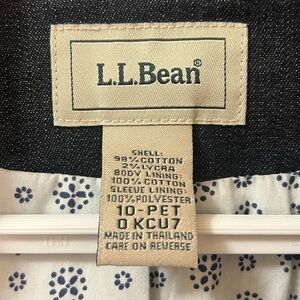 L.L.Bean®
SHELL:
98% COTTON
2% LYCRA
BODY LINING:
100% COTTON
SLEEVE LINING:
100% POLYESTER
10-PET
0 KCU7
MADE IN THAILAND
CARE ON REVERSE